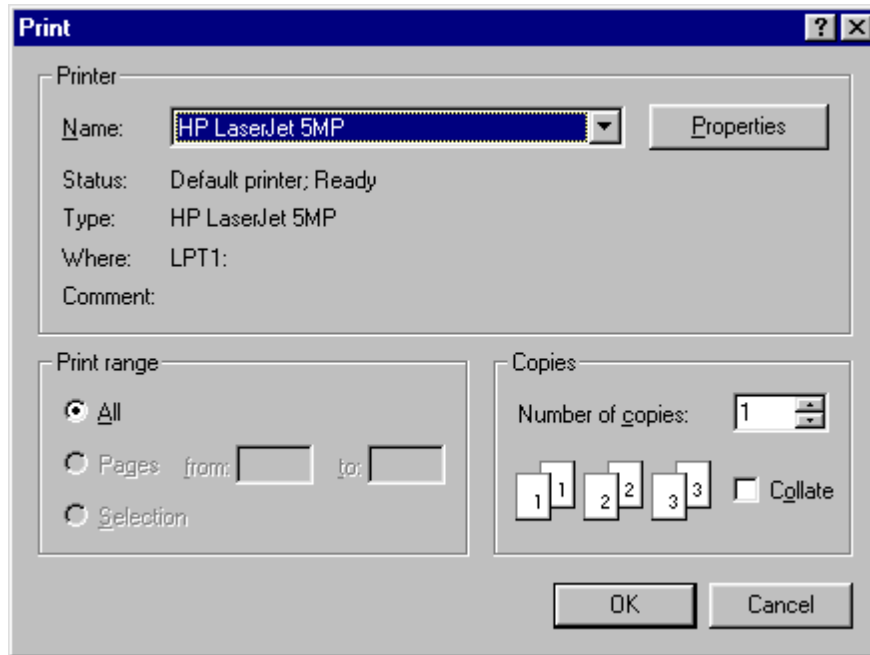 Print
Printer
Name: HP LaserJet 5MP Properties
Status: Default printer; Ready
Type: HP LaserJet 5MP
Where: LPT1:
Comment:
Print range
All
Pages from: to:
Selection
Copies
Number of copies: 1
1 1 2 2 3 3 Collate
OK Cancel